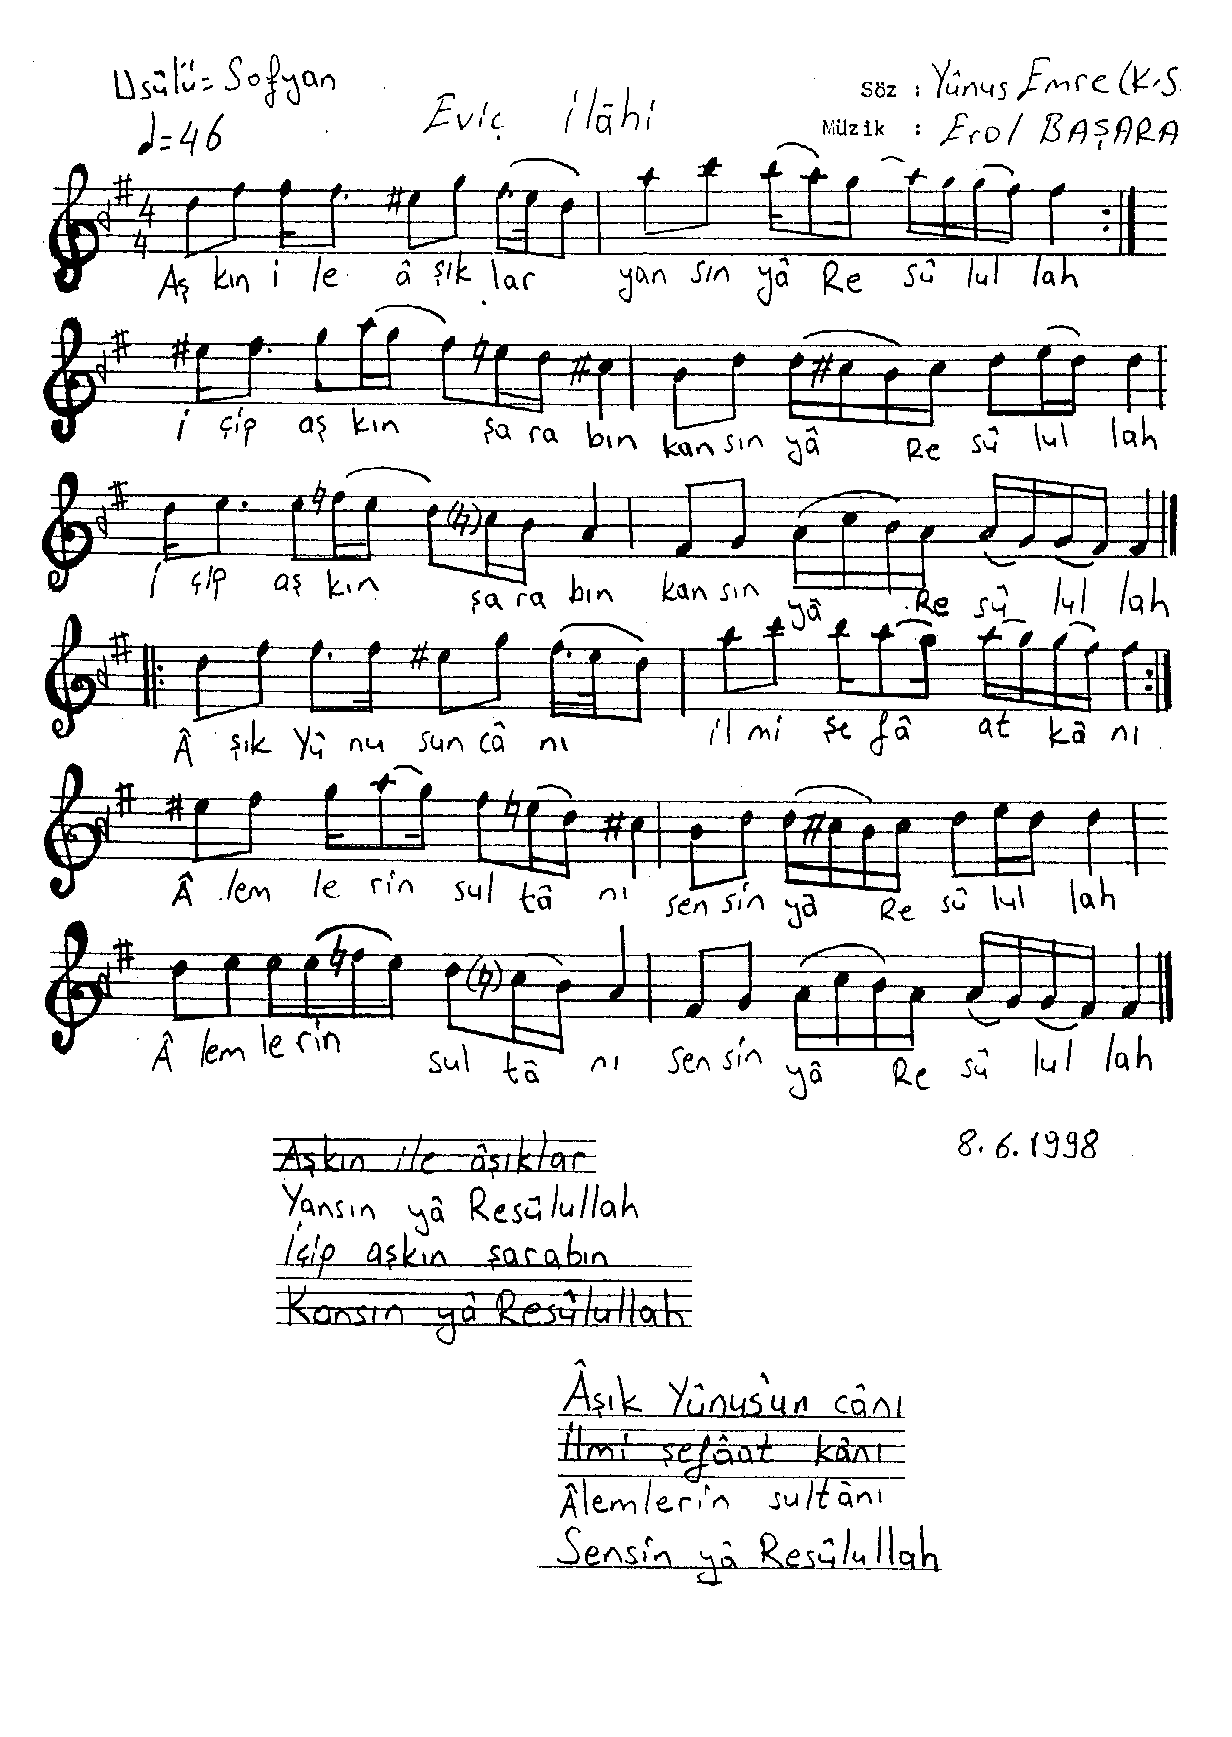 Usûlü= Sofyan
Söz : Yûnus Emre (K.S.
♩=46
Eviç ilâhi
Müzik : Erol BAŞARA
4
4
Aş kın i le â şık lar yan sın yâ Re sû lul lah
i çip aş kın şa ra bın kan sın yâ Re sû lul lah
i çip aş kın şa ra bın kan sın yâ Re sû lul lah
 şık Yû nu sun câ nı il mi şe fâ at kâ nı
 lem le rin sul tâ nı sen sin yâ Re sû lul lah
 lem le rin sul tâ nı sen sin yâ Re sû lul lah
8.6.1998
Aşkın ile âşıklar
Yansın yâ Resûlullah
İçip aşkın şarabın
Kansın yâ Resûlullah
Âşık Yûnus'un cânı
İlmi şefâat kânı
Âlemlerin sultânı
Sensin yâ Resûlullah